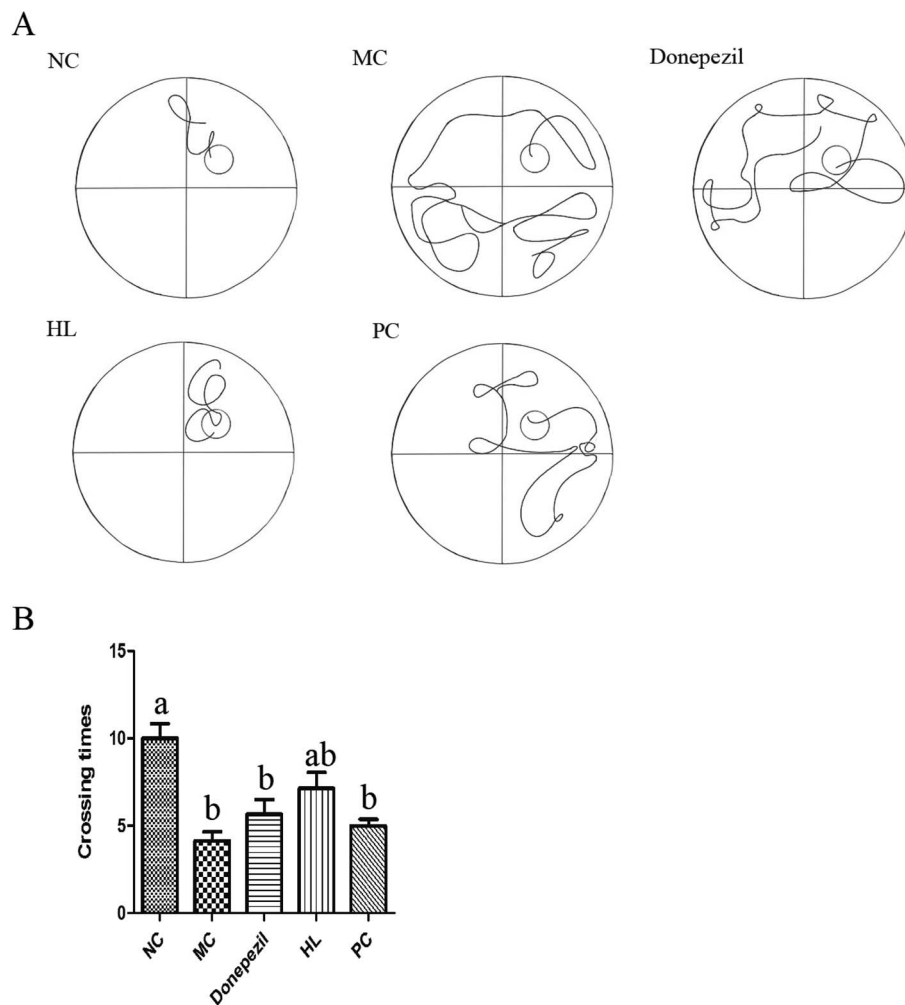 A
NC
MC
Donepezil
HL
PC
B
Crossing times
15
10
5
0
a
b
b
ab
b
NC
MC
Donepezil
HL
PC